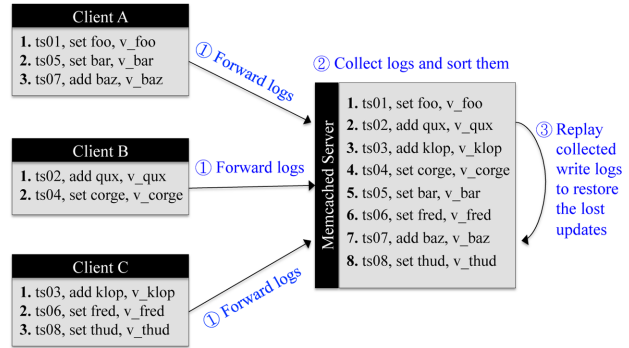 Client A
1. ts01, set foo, v_foo
2. ts05, set bar, v_bar
3. ts07, add baz, v_baz
① Forward logs
Client B
1. ts02, add qux, v_qux
2. ts04, set corge, v_corge
① Forward logs
Client C
1. ts03, add klop, v_klop
2. ts06, set fred, v_fred
3. ts08, set thud, v_thud
① Forward logs
② Collect logs and sort them
Memcached Server
1. ts01, set foo, v_foo
2. ts02, add qux, v_qux
3. ts03, add klop, v_klop
4. ts04, set corge, v_corge
5. ts05, set bar, v_bar
6. ts06, set fred, v_fred
7. ts07, add baz, v_baz
8. ts08, set thud, v_thud
③ Replay
collected
write logs
to restore
the lost
updates